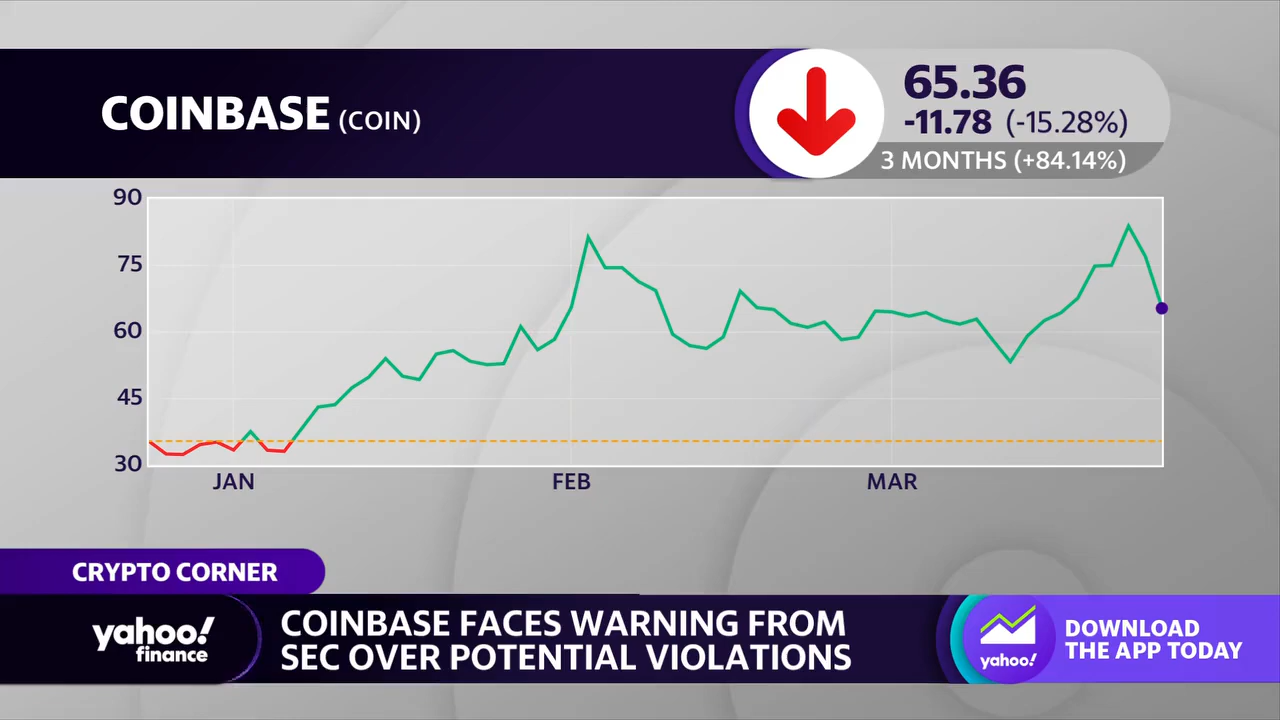 COINBASE (COIN)
65.36
-11.78 (-15.28%)
3 MONTHS (+84.14%)
90
75
60
45
30
JAN FEB MAR
CRYPTO CORNER
yahoo!
finance
COINBASE FACES WARNING FROM
SEC OVER POTENTIAL VIOLATIONS
yahoo!
DOWNLOAD
THE APP TODAY